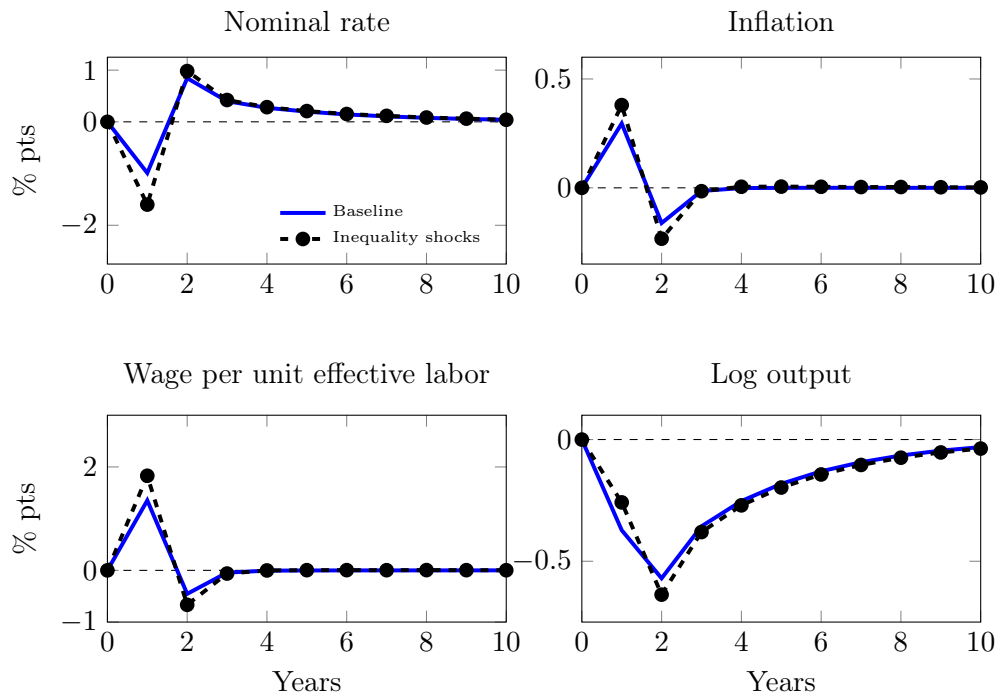 Nominal rate
Inflation
1
0
−2
% pts
Baseline
Inequality shocks
0 2 4 6 8 10
0.5
0
0 2 4 6 8 10
Wage per unit effective labor
Log output
2
0
−1
% pts
0 2 4 6 8 10
Years
0
−0.5
0 2 4 6 8 10
Years